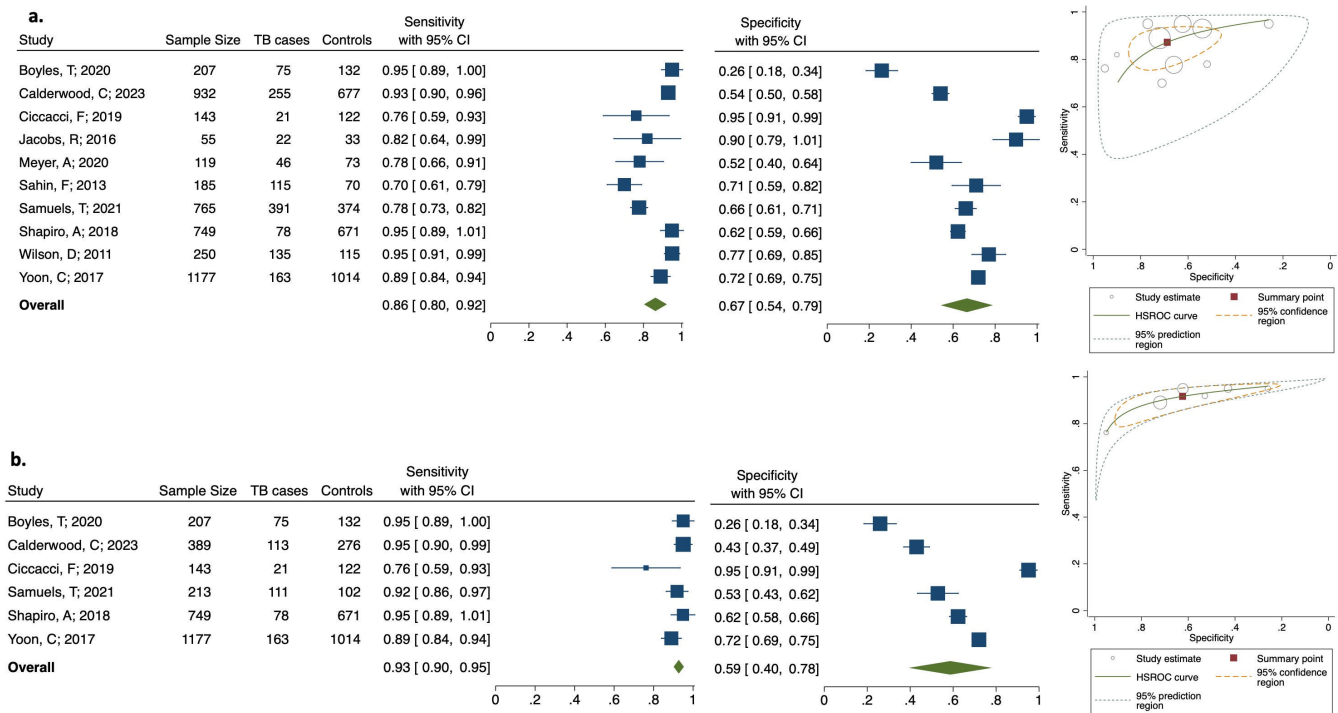 a.
Sensitivity Specificity
Study Sample Size TB cases Controls with 95% CI with 95% CI
Boyles, T; 2020 207 75 132 0.95 [ 0.89, 1.00] 0.26 [ 0.18, 0.34]
Calderwood, C; 2023 932 255 677 0.93 [ 0.90, 0.96] 0.54 [ 0.50, 0.58]
Ciccacci, F; 2019 143 21 122 0.76 [ 0.59, 0.93] 0.95 [ 0.91, 0.99]
Jacobs, R; 2016 55 22 33 0.82 [ 0.64, 0.99] 0.90 [ 0.79, 1.01]
Meyer, A; 2020 119 46 73 0.78 [ 0.66, 0.91] 0.52 [ 0.40, 0.64]
Sahin, F; 2013 185 115 70 0.70 [ 0.61, 0.79] 0.71 [ 0.59, 0.82]
Samuels, T; 2021 765 391 374 0.78 [ 0.73, 0.82] 0.66 [ 0.61, 0.71]
Shapiro, A; 2018 749 78 671 0.95 [ 0.89, 1.01] 0.62 [ 0.59, 0.66]
Wilson, D; 2011 250 135 115 0.95 [ 0.91, 0.99] 0.77 [ 0.69, 0.85]
Yoon, C; 2017 1177 163 1014 0.89 [ 0.84, 0.94] 0.72 [ 0.69, 0.75]
Overall 0.86 [ 0.80, 0.92] 0.67 [ 0.54, 0.79]
0 .2 .4 .6 .8 1 0 .2 .4 .6 .8 1
Sensitivity
1
.8
.6
.4
.2
0
1 .8 .6 .4 .2 0
Specificity
Study estimate Summary point
HSROC curve 95% confidence
region
95% prediction
region
b.
Sensitivity Specificity
Study Sample Size TB cases Controls with 95% CI with 95% CI
Boyles, T; 2020 207 75 132 0.95 [ 0.89, 1.00] 0.26 [ 0.18, 0.34]
Calderwood, C; 2023 389 113 276 0.95 [ 0.90, 0.99] 0.43 [ 0.37, 0.49]
Ciccacci, F; 2019 143 21 122 0.76 [ 0.59, 0.93] 0.95 [ 0.91, 0.99]
Samuels, T; 2021 213 111 102 0.92 [ 0.86, 0.97] 0.53 [ 0.43, 0.62]
Shapiro, A; 2018 749 78 671 0.95 [ 0.89, 1.01] 0.62 [ 0.58, 0.66]
Yoon, C; 2017 1177 163 1014 0.89 [ 0.84, 0.94] 0.72 [ 0.69, 0.75]
Overall 0.93 [ 0.90, 0.95] 0.59 [ 0.40, 0.78]
0 .2 .4 .6 .8 1 0 .2 .4 .6 .8 1
Sensitivity
1
.8
.6
.4
.2
0
1 .8 .6 .4 .2 0
Specificity
Study estimate Summary point
HSROC curve 95% confidence
region
95% prediction
region